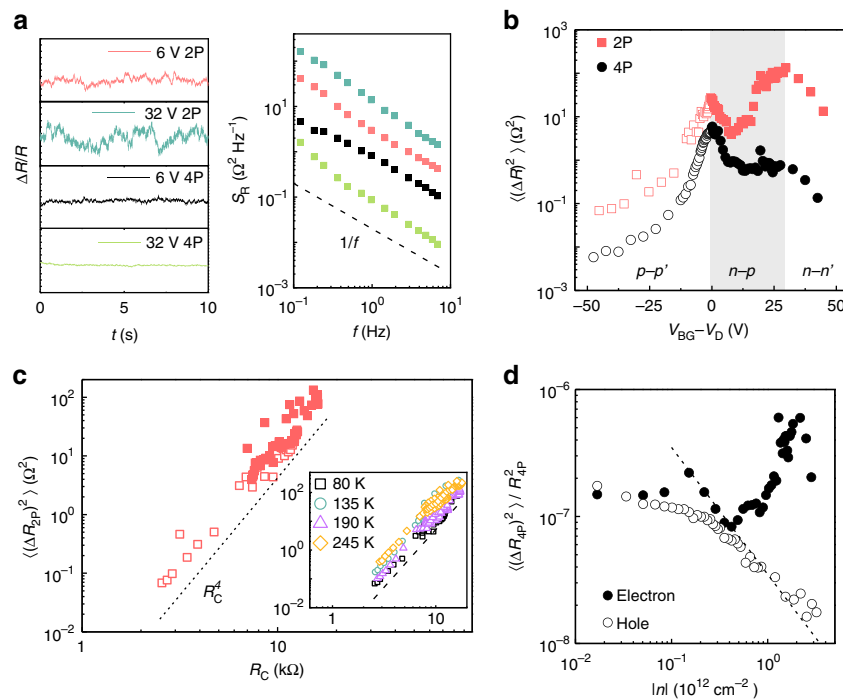 a
6 V 2P
32 V 2P
6 V 4P
32 V 4P
ΔR/R
0 5 10
t (s)
S_R (Ω² Hz⁻¹)
10¹
10⁻¹
10⁻³
1/f
10⁻¹ 10⁰ 10¹
f (Hz)
b
2P
4P
⟨(ΔR)²⟩ (Ω²)
10³
10¹
10⁻¹
10⁻³
p–p' n–p n–n'
−50 −25 0 25 50
V_BG–V_D (V)
c
⟨(ΔR_2P)²⟩ (Ω²)
10²
10¹
10⁰
10⁻¹
10⁻²
R_C⁴
1 10
R_C (kΩ)
80 K
135 K
190 K
245 K
10²
10⁰
10⁻²
1 10
d
⟨(ΔR_4P)²⟩ / R²_4P
10⁻⁶
10⁻⁷
10⁻⁸
Electron
Hole
10⁻² 10⁻¹ 10⁰
|n| (10¹² cm⁻²)